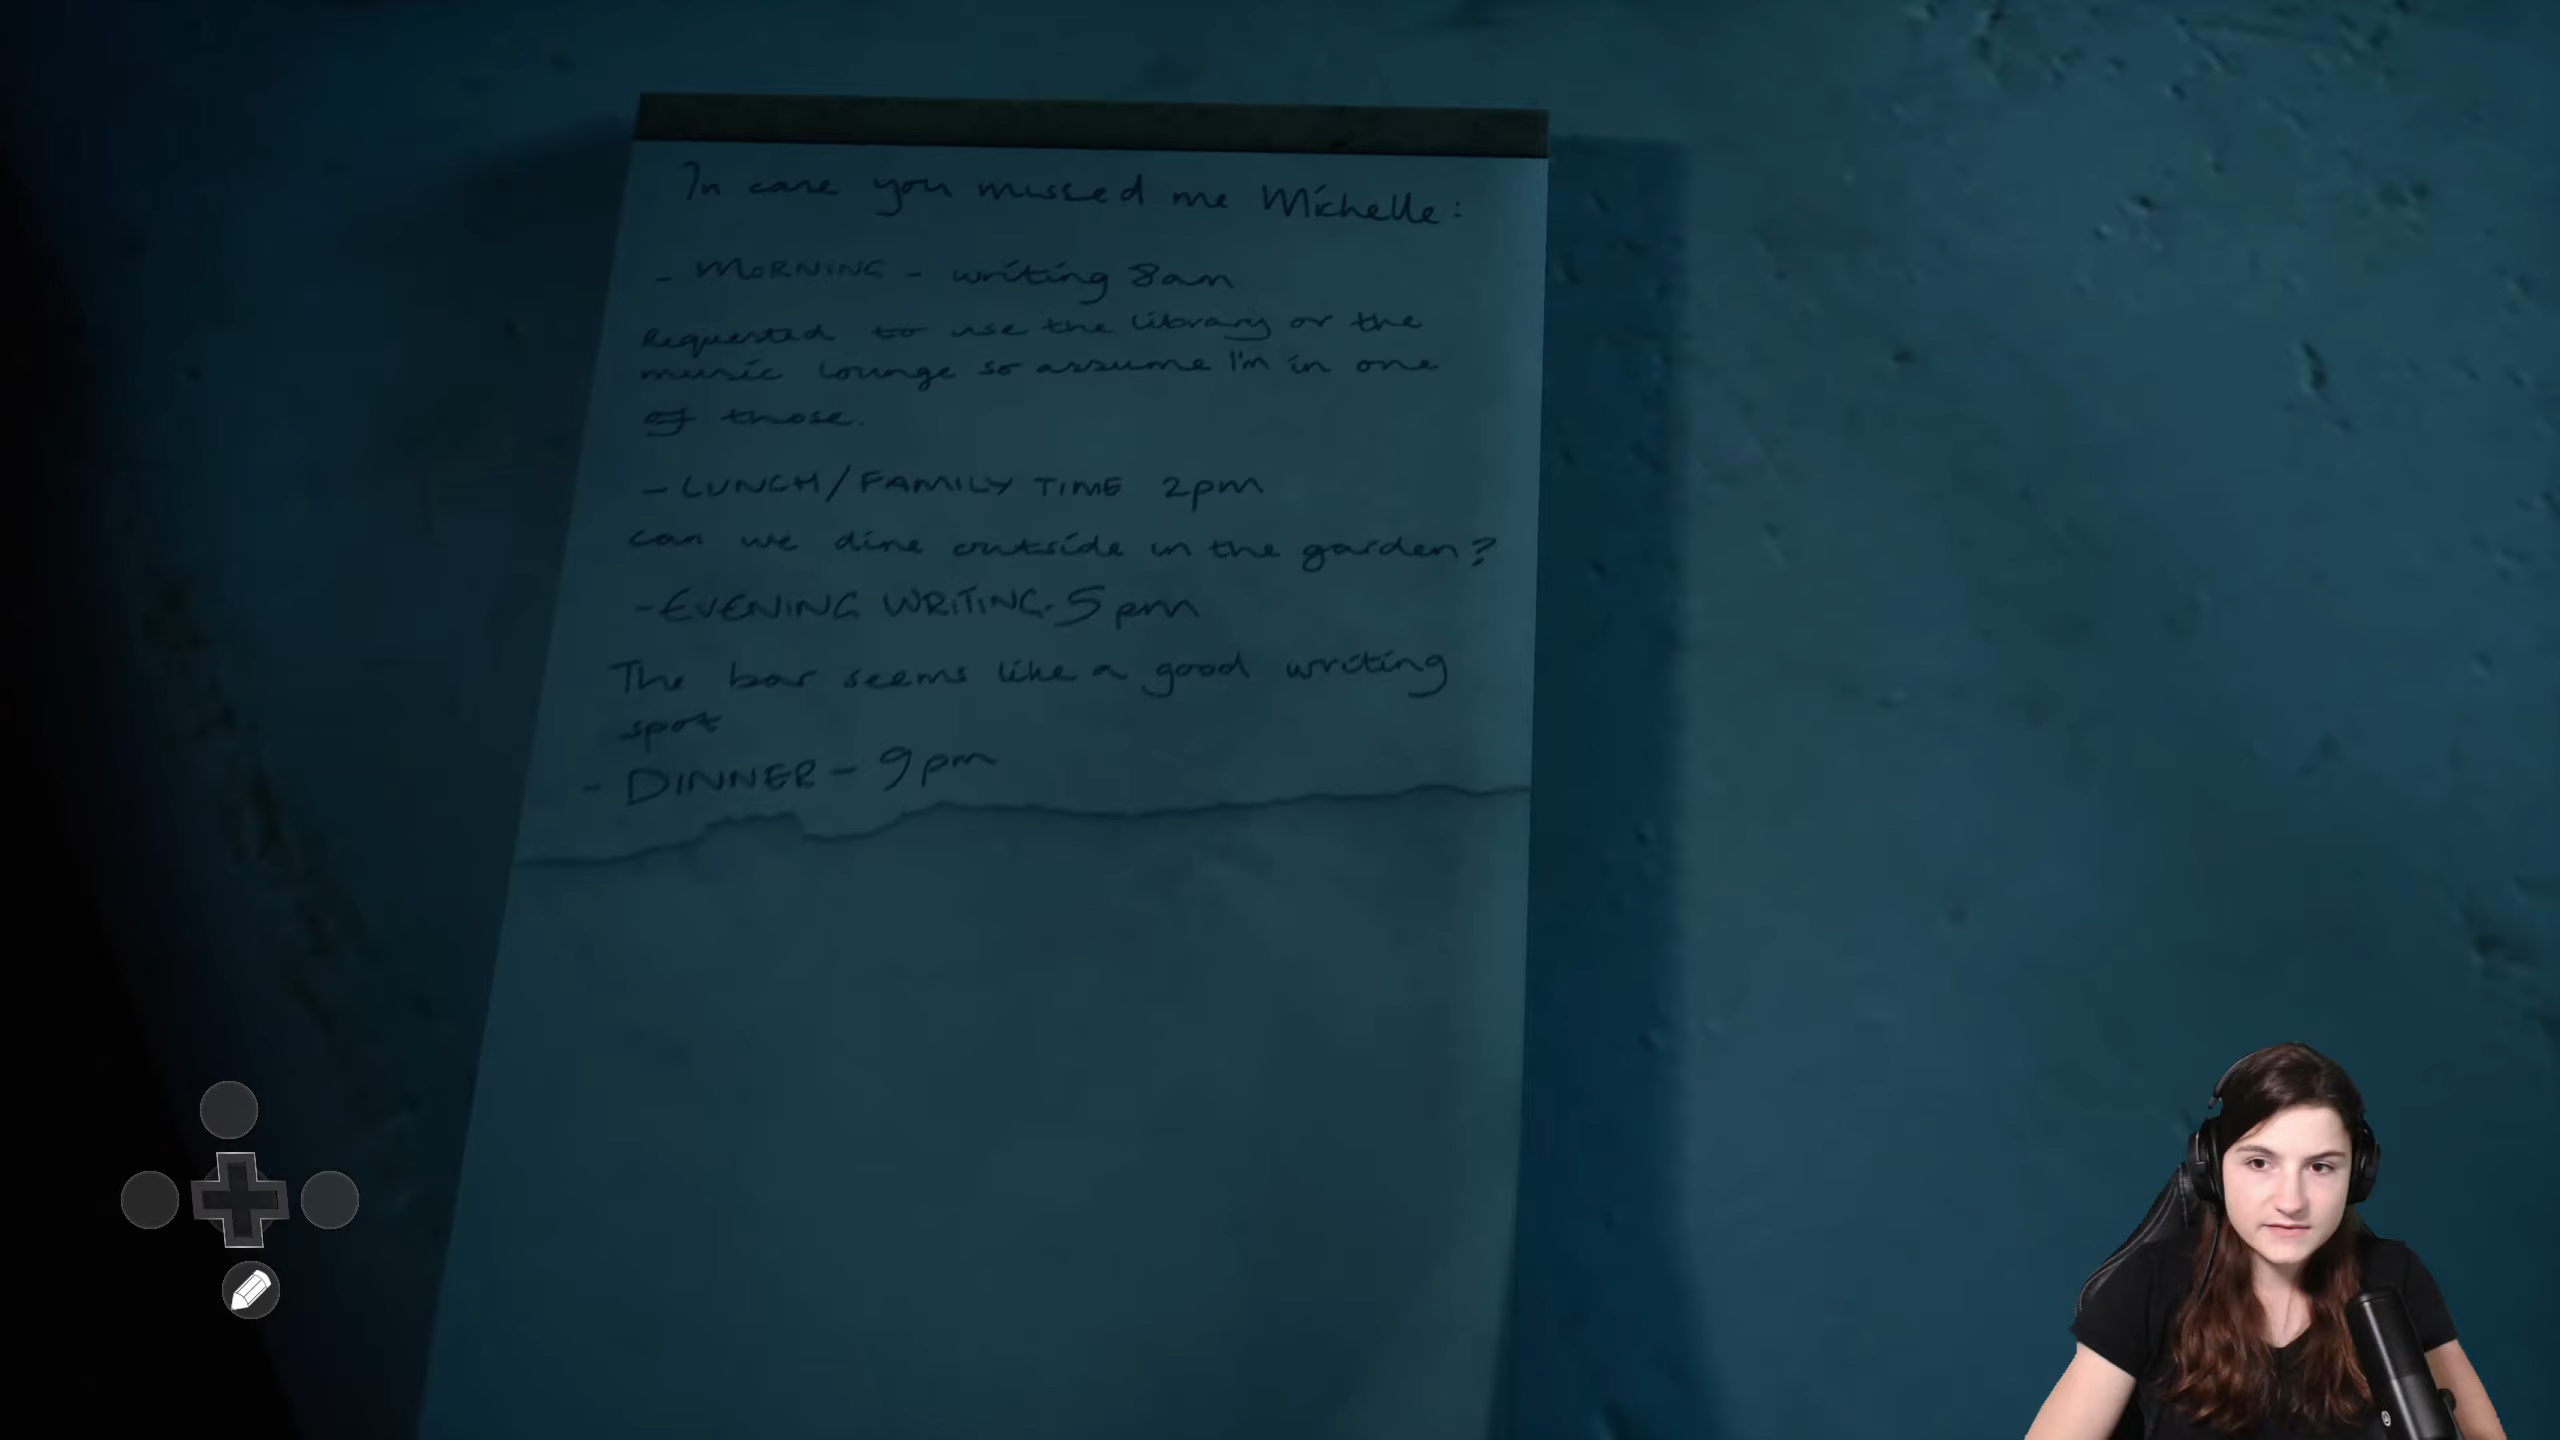 In case you missed me Michelle:
- MORNING - writing 8am
Requested to use the library or the
music lounge so assume I'm in one
of those.
- LUNCH/FAMILY TIME 2pm
can we dine outside in the garden?
- EVENING WRITING. 5pm
The bar seems like a good writing
spot
- DINNER - 9pm